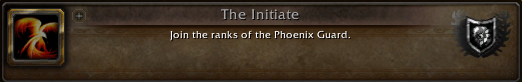 The Initiate
Join the ranks of the Phoenix Guard.